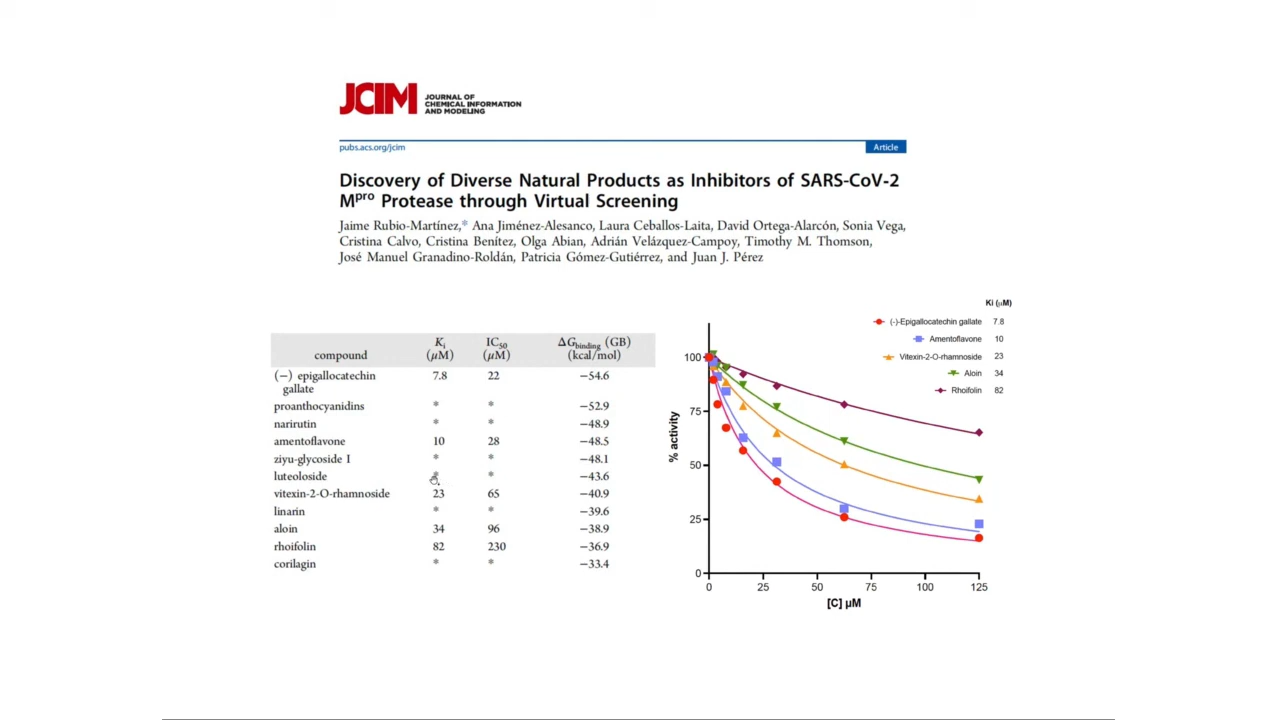 JCIM JOURNAL OF
CHEMICAL INFORMATION
AND MODELING
pubs.acs.org/jcim Article
Discovery of Diverse Natural Products as Inhibitors of SARS-CoV-2
Mpro Protease through Virtual Screening
Jaime Rubio-Martínez,* Ana Jiménez-Alesanco, Laura Ceballos-Laita, David Ortega-Alarcón, Sonia Vega,
Cristina Calvo, Cristina Benítez, Olga Abian, Adrián Velázquez-Campoy, Timothy M. Thomson,
José Manuel Granadino-Roldán, Patricia Gómez-Gutiérrez, and Juan J. Pérez
compound Ki (μM) IC50 (μM) ΔGbinding (GB) (kcal/mol)
(−) epigallocatechin gallate 7.8 22 −54.6
proanthocyanidins * * −52.9
narirutin * * −48.9
amentoflavone 10 28 −48.5
ziyu-glycoside I * * −48.1
luteoloside * * −43.6
vitexin-2-O-rhamnoside 23 65 −40.9
linarin * * −39.6
aloin 34 96 −38.9
rhoifolin 82 230 −36.9
corilagin * * −33.4
Ki (μM)
(-)-Epigallocatechin gallate 7.8
Amentoflavone 10
Vitexin-2-O-rhamnoside 23
Aloin 34
Rhoifolin 82
% activity
100
75
50
25
0
0 25 50 75 100 125
[C] μM